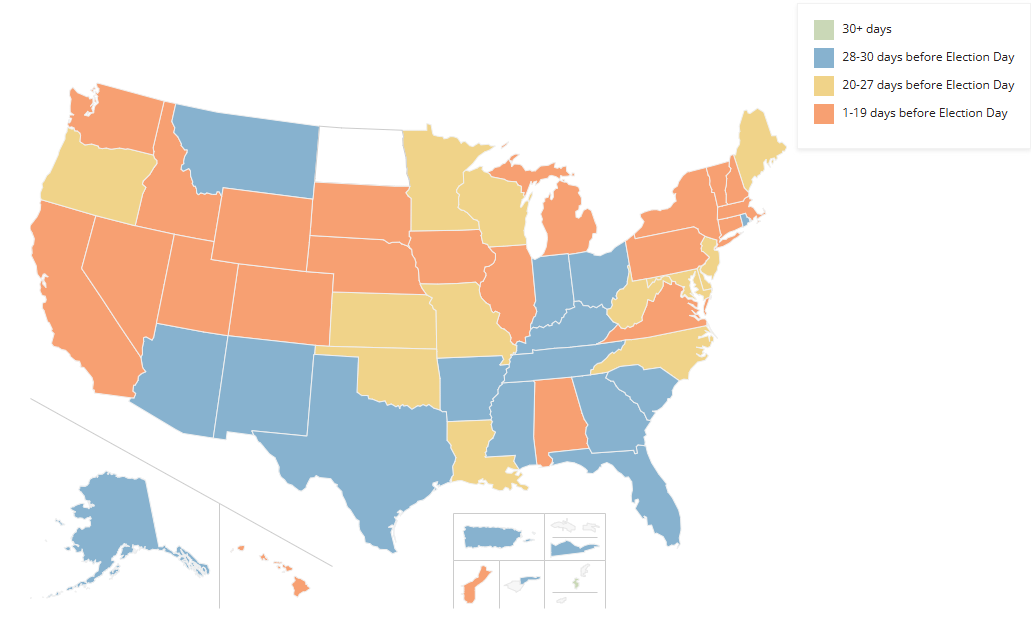 30+ days
28-30 days before Election Day
20-27 days before Election Day
1-19 days before Election Day